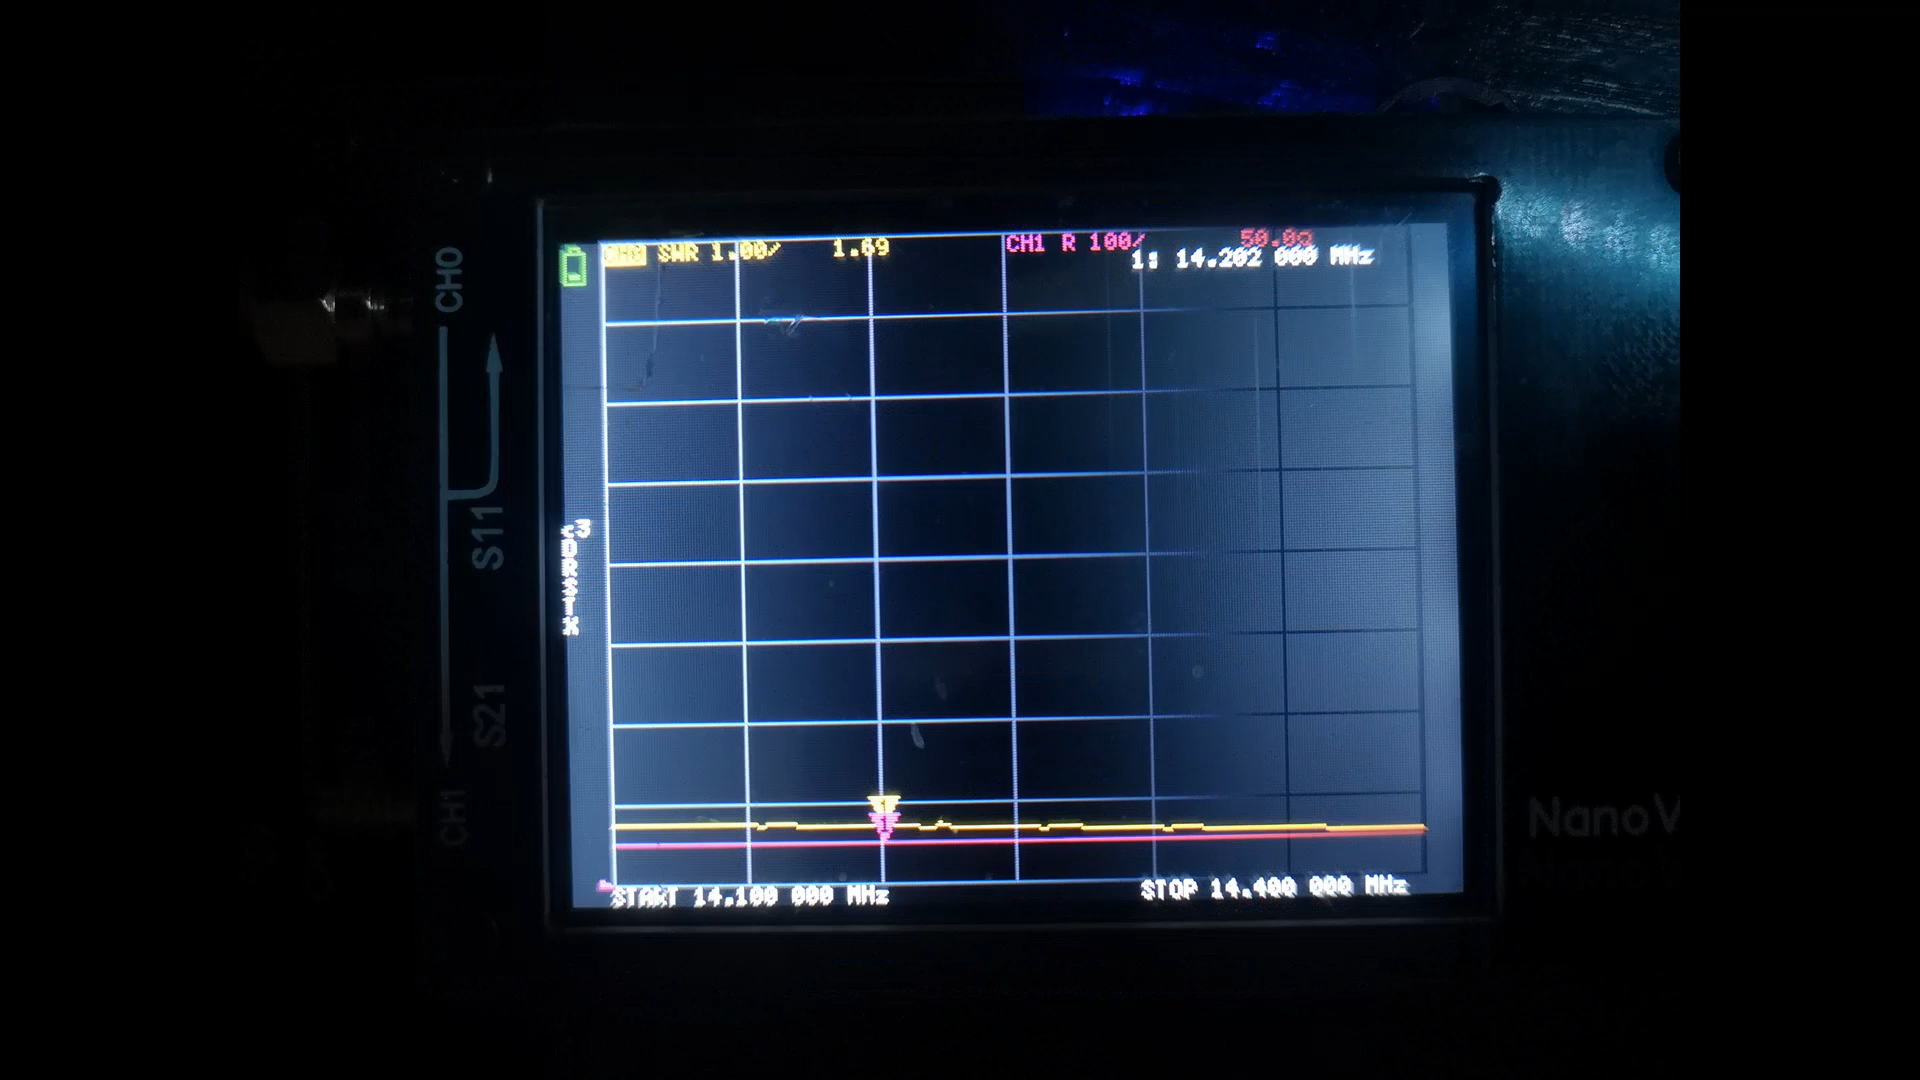 CH0 SWR 1.00/ 1.69
CH1 R 100/ 50.0Ω
1: 14.202 000 MHz
CH0
S11
S21
CH1
c3
D
R
S
T
X
NanoV
START 14.100 000 MHz
STOP 14.400 000 MHz